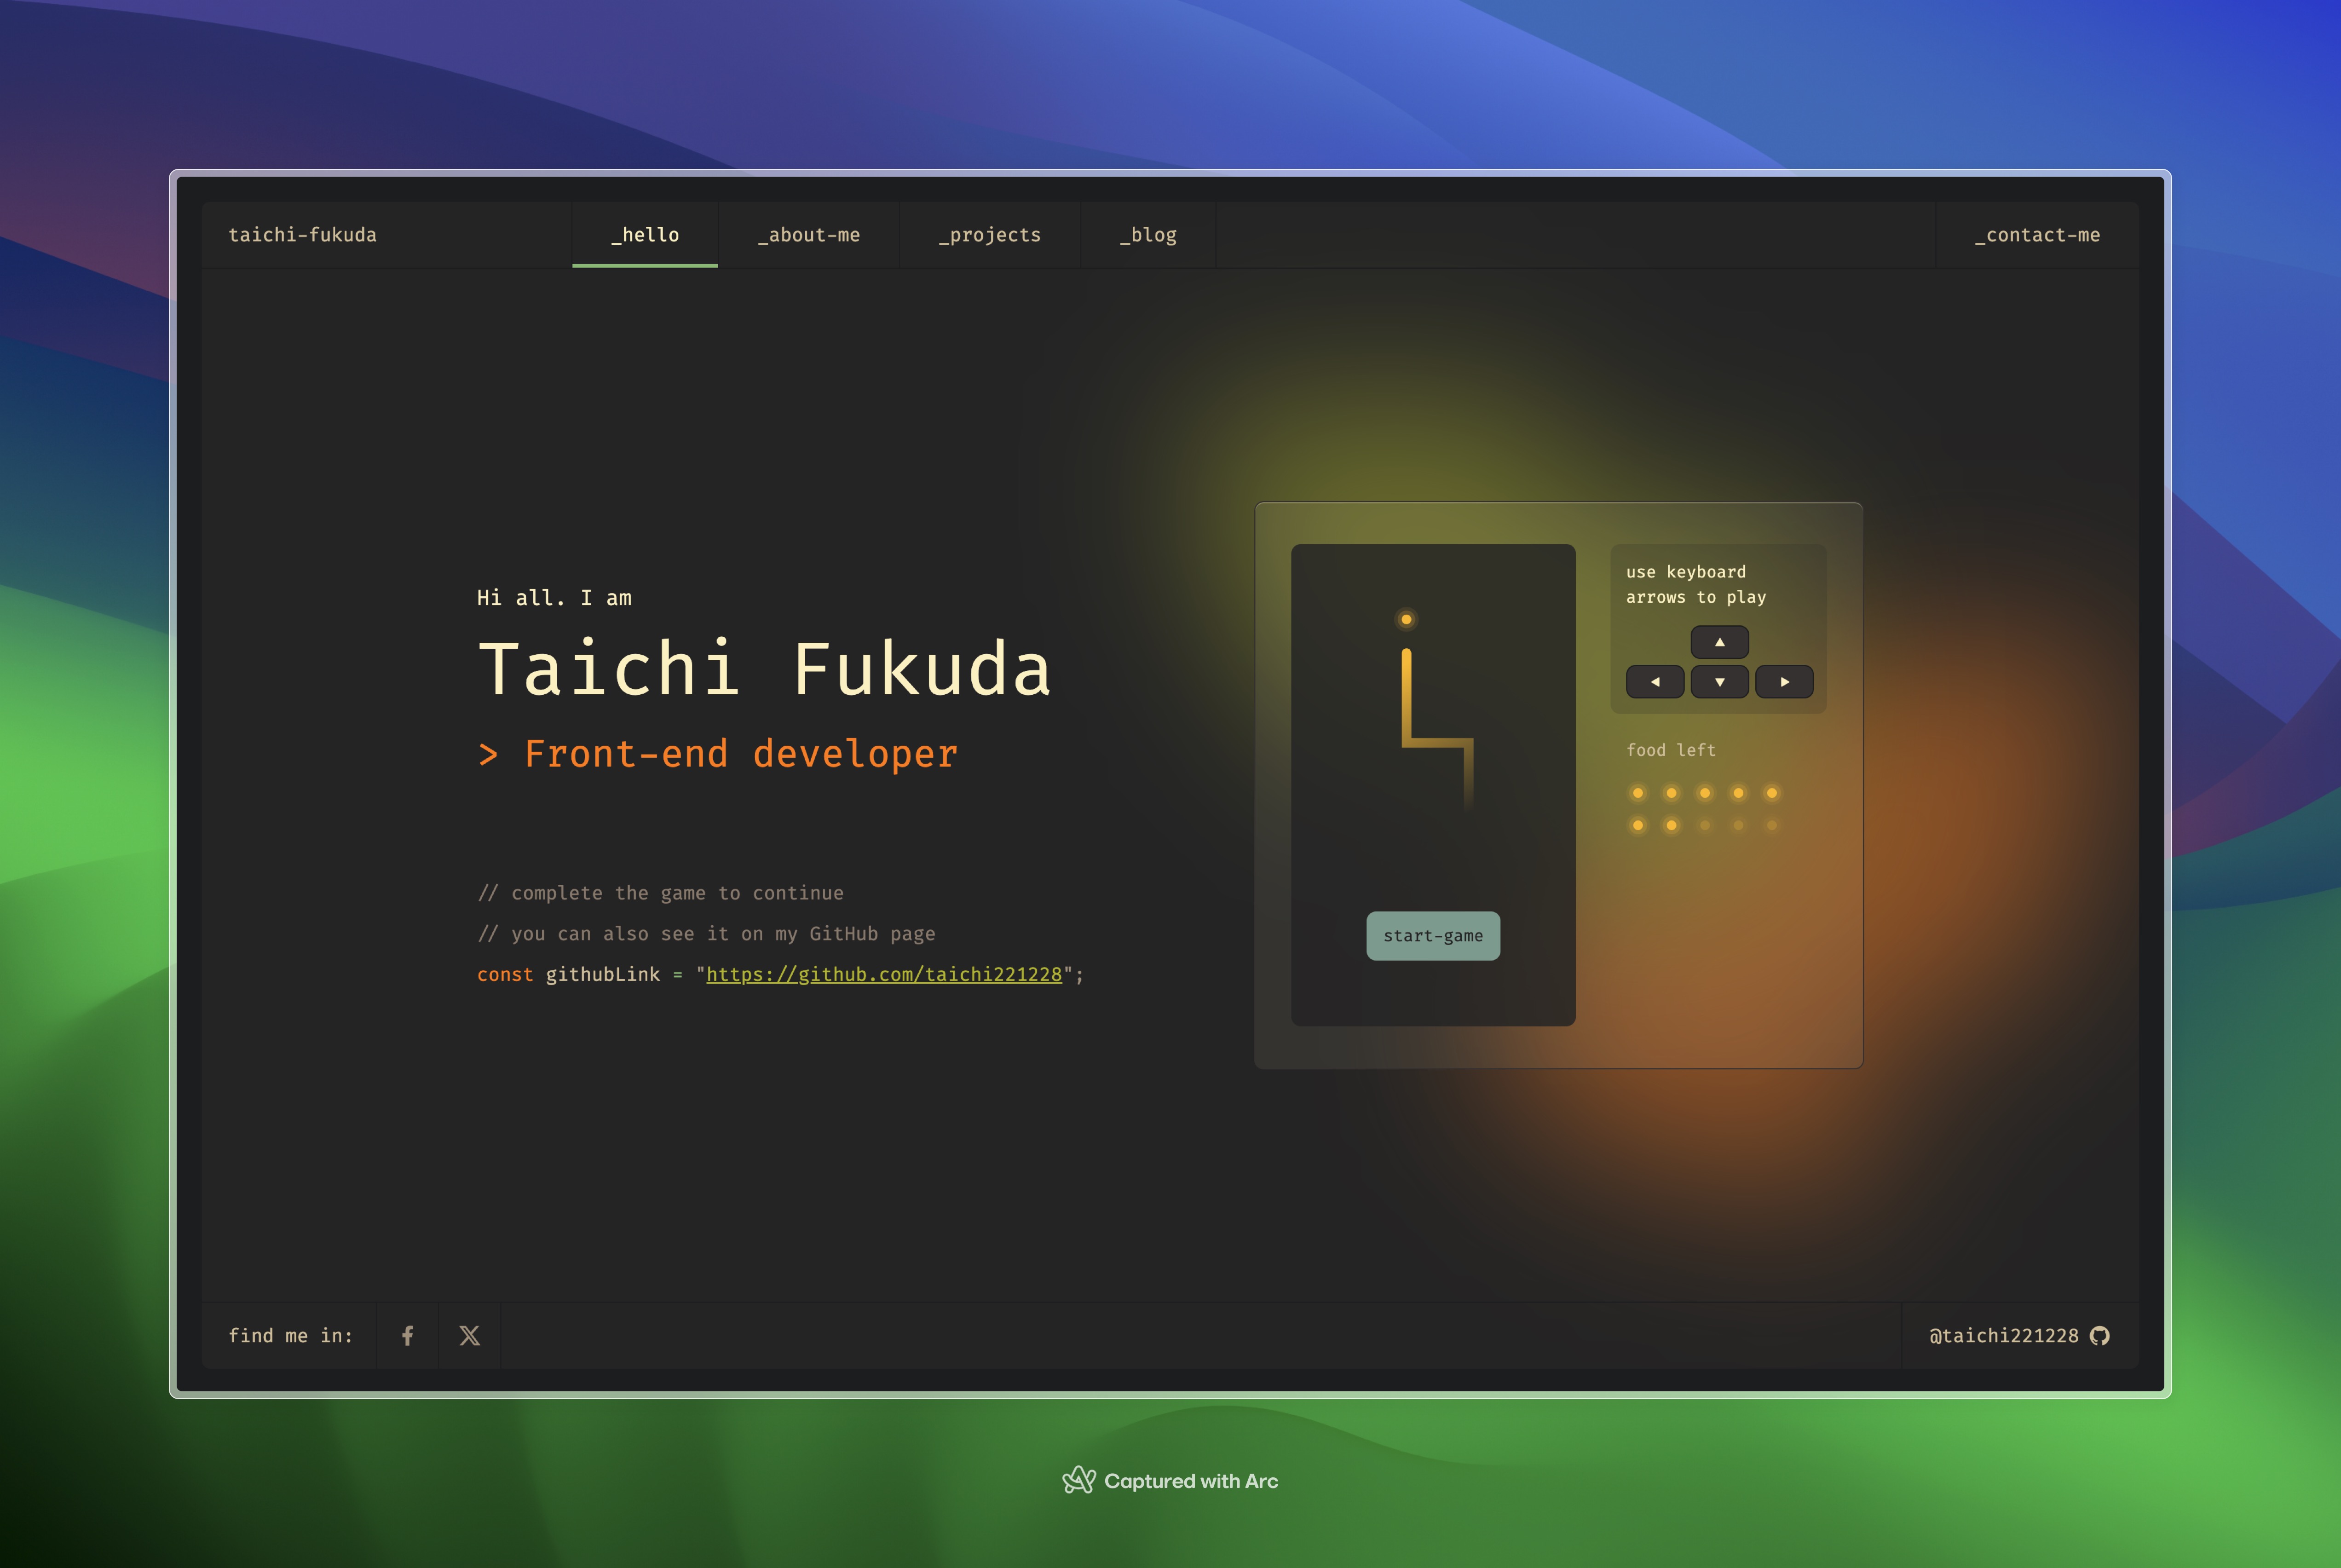 taichi-fukuda
_hello
_about-me
_projects
_blog
_contact-me
Hi all. I am
Taichi Fukuda
> Front-end developer
// complete the game to continue
// you can also see it on my GitHub page
const githubLink = "https://github.com/taichi221228";
use keyboard
arrows to play
food left
start-game
find me in:
@taichi221228
Captured with Arc